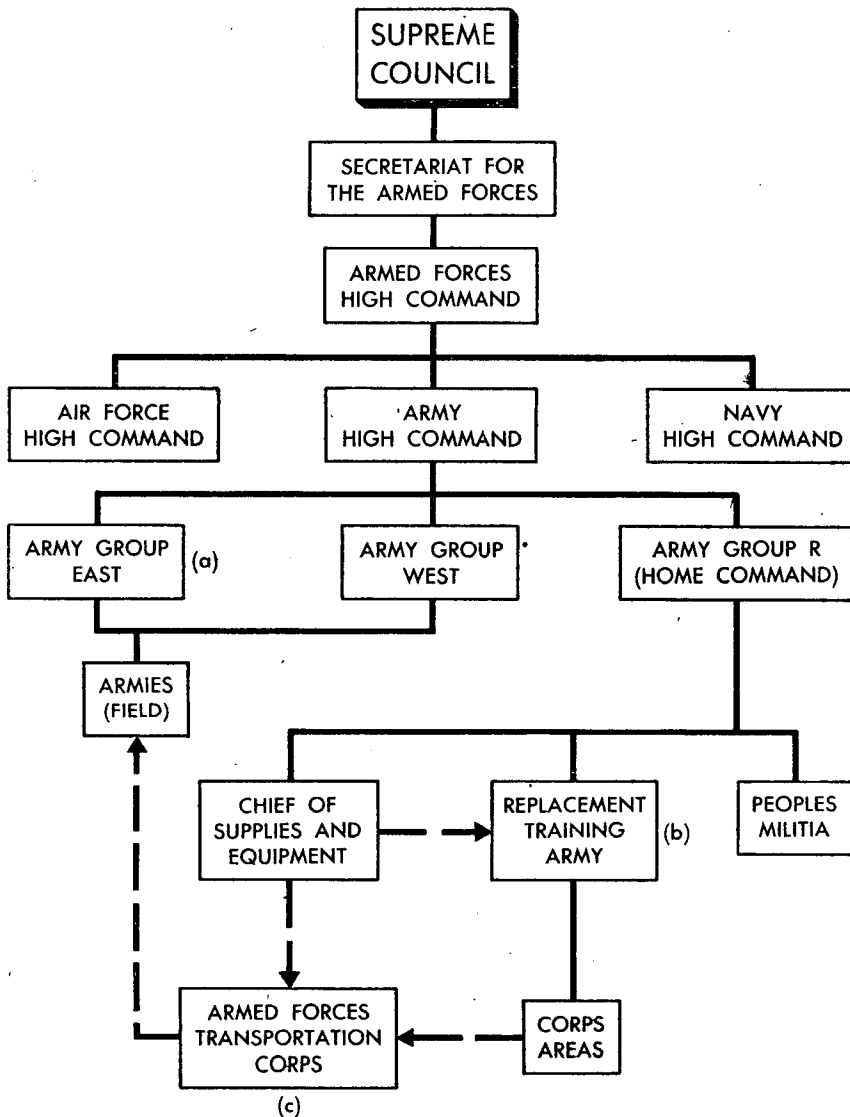 SUPREME
COUNCIL
SECRETARIAT FOR
THE ARMED FORCES
ARMED FORCES
HIGH COMMAND
AIR FORCE
HIGH COMMAND
ARMY
HIGH COMMAND
NAVY
HIGH COMMAND
ARMY GROUP
EAST
(a)
ARMY GROUP
WEST
ARMY GROUP R
(HOME COMMAND)
ARMIES
(FIELD)
CHIEF OF
SUPPLIES AND
EQUIPMENT
REPLACEMENT
TRAINING
ARMY
(b)
PEOPLES
MILITIA
ARMED FORCES
TRANSPORTATION
CORPS
(c)
CORPS
AREAS